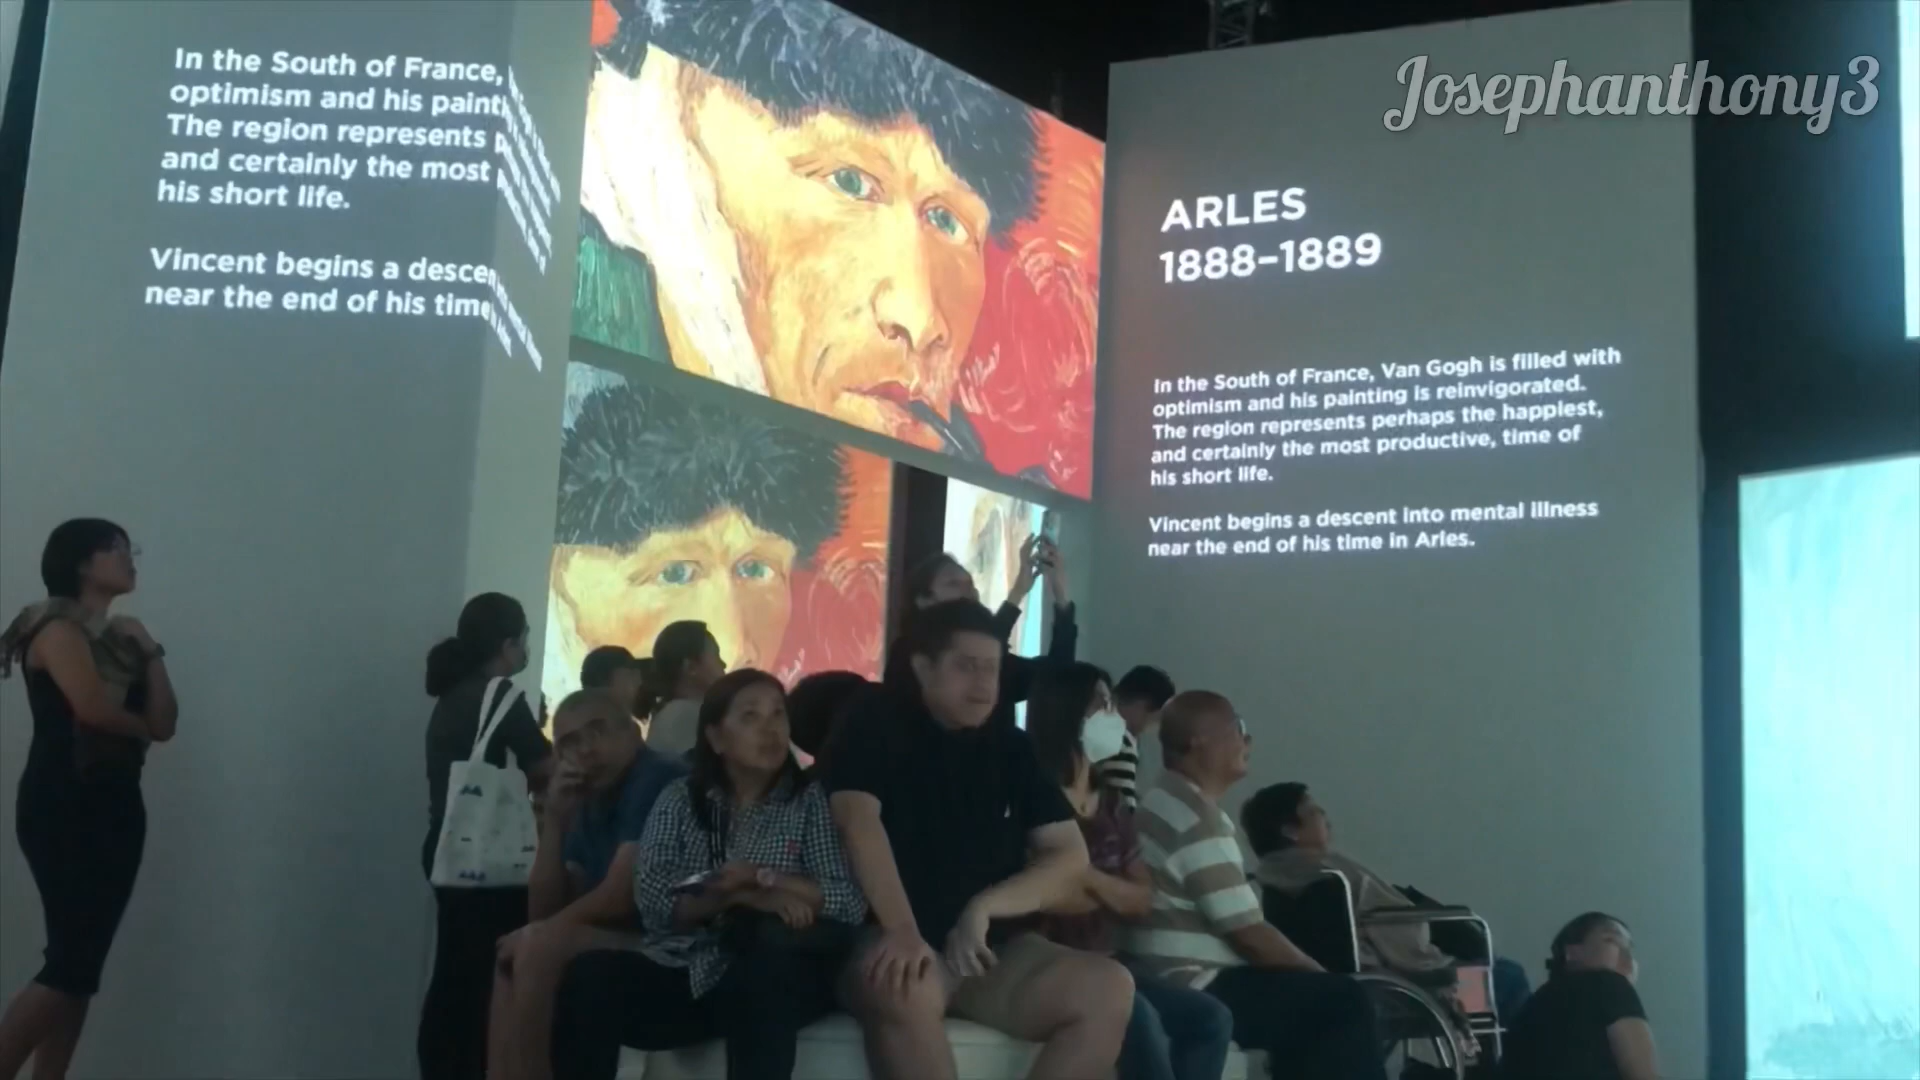 In the South of France,
optimism and his paint
The region represents
and certainly the most
his short life.
Vincent begins a descen
near the end of his time
Josephanthony3
ARLES
1888–1889
In the South of France, Van Gogh is filled with
optimism and his painting is reinvigorated.
The region represents perhaps the happiest,
and certainly the most productive, time of
his short life.
Vincent begins a descent into mental illness
near the end of his time in Arles.